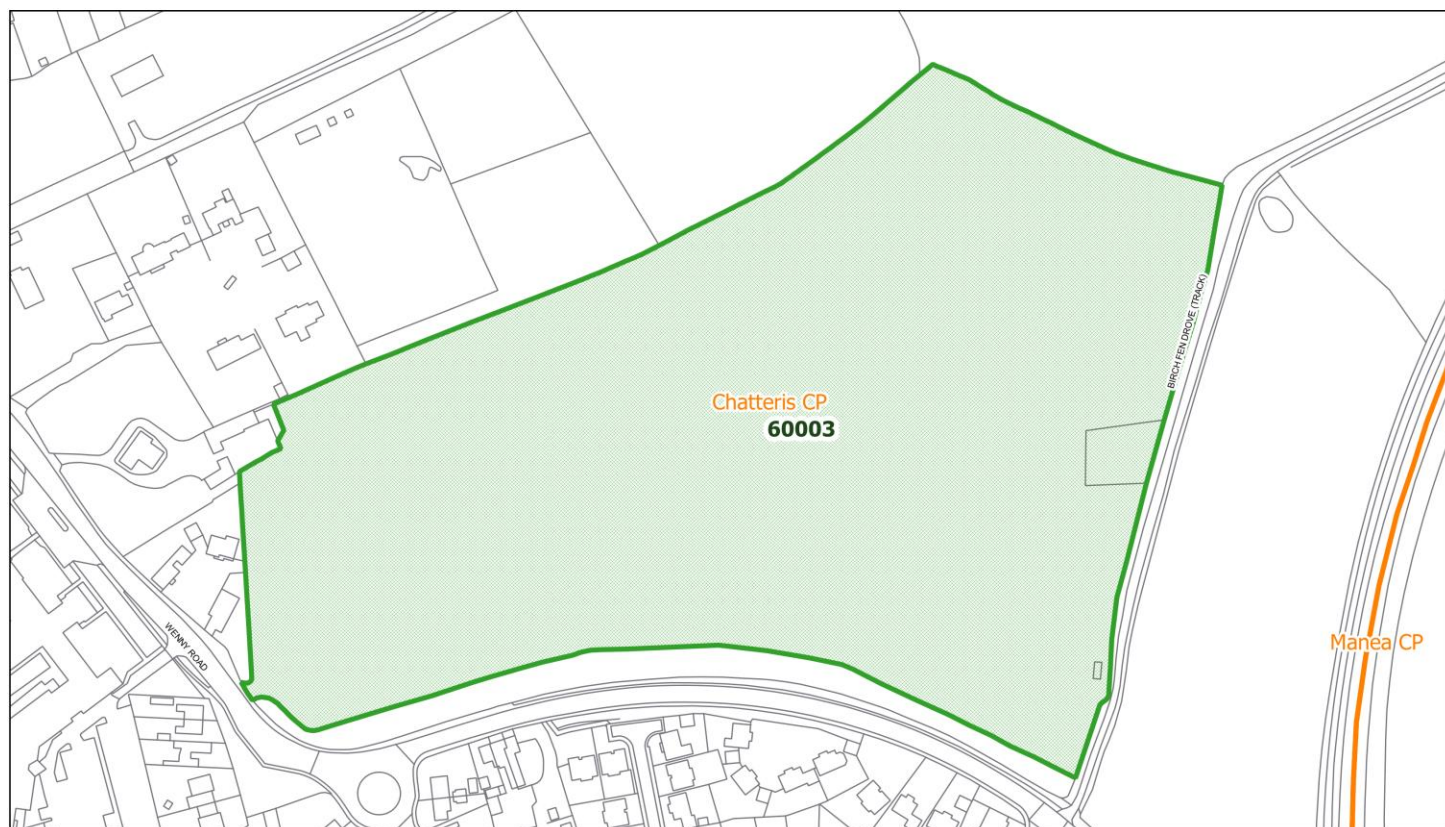 BIRCH FEN DROVE (TRACK)
Chatteris CP
60003
WENNY ROAD
Manea CP